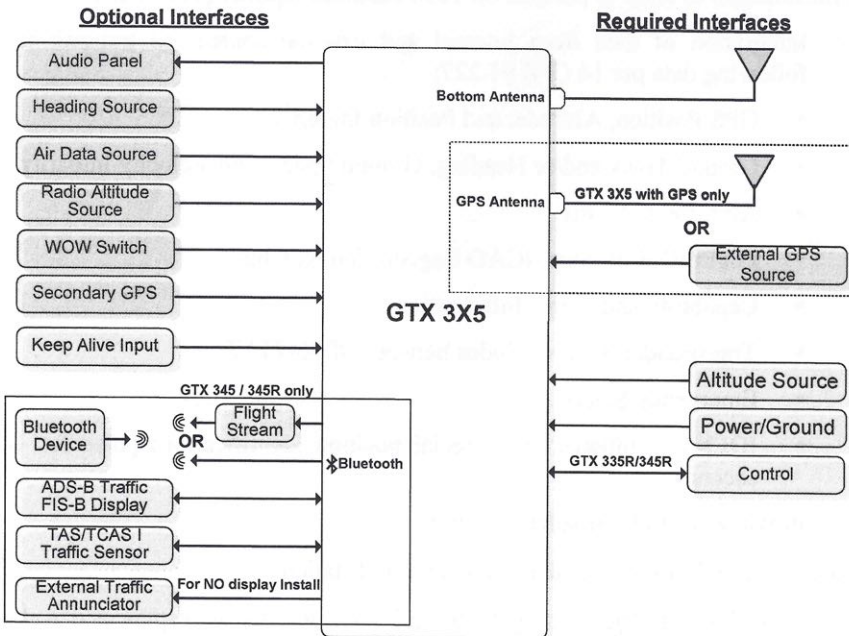 Optional Interfaces
Required Interfaces
Audio Panel
Heading Source
Air Data Source
Radio Altitude
Source
WOW Switch
Secondary GPS
Keep Alive Input
GTX 345 / 345R only
Bluetooth
Device
OR
Flight
Stream
Bluetooth
ADS-B Traffic
FIS-B Display
TAS/TCAS I
Traffic Sensor
External Traffic
Annunciator
For NO display Install
GTX 3X5
Bottom Antenna
GPS Antenna
GTX 3X5 with GPS only
OR
External GPS
Source
Altitude Source
Power/Ground
GTX 335R/345R
Control